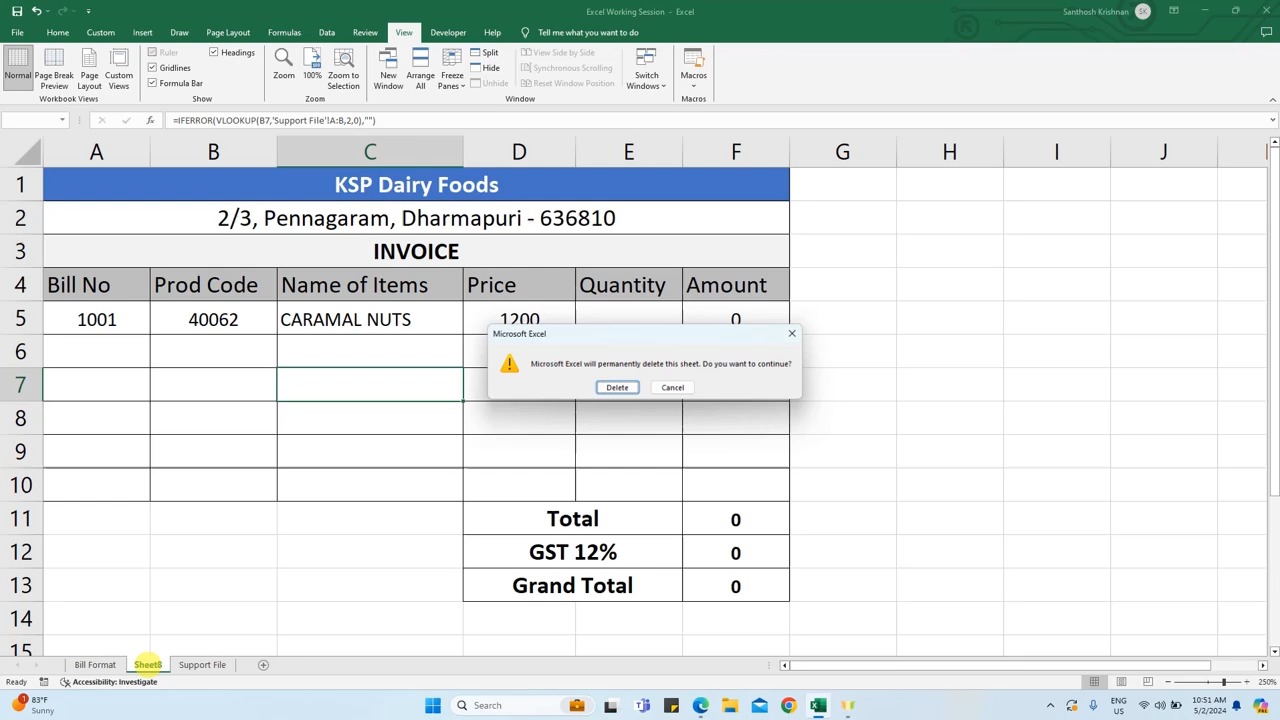 Excel Working Session - Excel
Santhosh Krishnan SK
File Home Custom Insert Draw Page Layout Formulas Data Review View Developer Help Tell me what you want to do
Normal
Page Break Preview
Page Layout
Custom Views
Workbook Views
Ruler
Gridlines
Headings
Formula Bar
Show
Zoom
100%
Zoom to Selection
Zoom
New Window
Arrange All
Freeze Panes
Split
Hide
Unhide
View Side by Side
Synchronous Scrolling
Reset Window Position
Window
Switch Windows
Macros
Macros
fx =IFERROR(VLOOKUP(B7,'Support File'!A:B,2,0),"")
A B C D E F G H I J
1 KSP Dairy Foods
2 2/3, Pennagaram, Dharmapuri - 636810
3 INVOICE
4 Bill No Prod Code Name of Items Price Quantity Amount
5 1001 40062 CARAMAL NUTS 1200 0
6
7
8
9
10
11 Total 0
12 GST 12% 0
13 Grand Total 0
14
15
Microsoft Excel
Microsoft Excel will permanently delete this sheet. Do you want to continue?
Delete Cancel
Bill Format Sheet8 Support File
Ready Accessibility: Investigate 250%
1 83°F
Sunny
Search
ENG
US
10:51 AM
5/2/2024